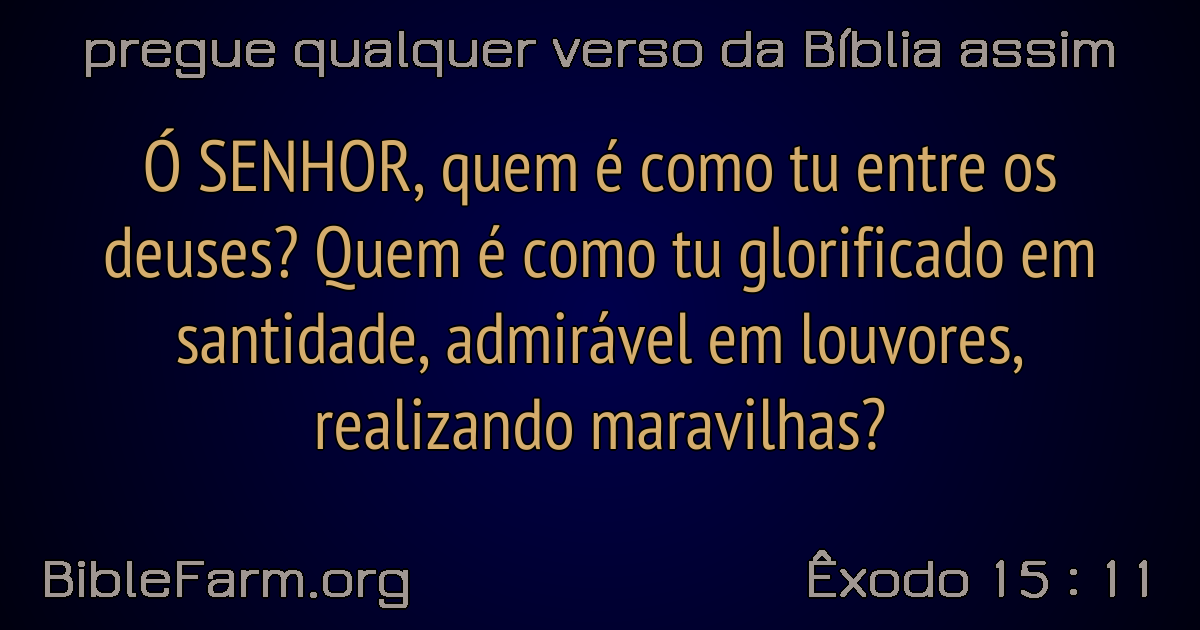 pregue qualquer verso da Bíblia assim
Ó SENHOR, quem é como tu entre os
deuses? Quem é como tu glorificado em
santidade, admirável em louvores,
realizando maravilhas?
BibleFarm.org
Êxodo 15 : 11